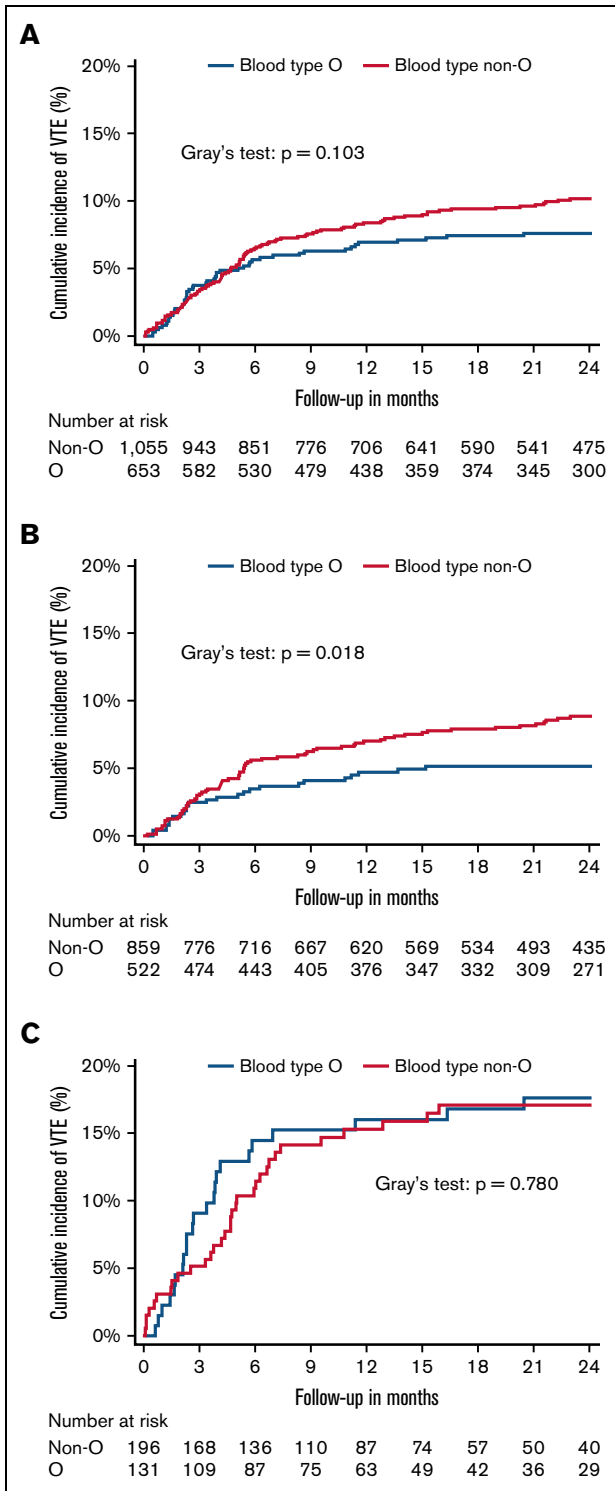 A
20%
Blood type O Blood type non-O
15%
Gray's test: p = 0.103
10%
5%
0%
Cumulative incidence of VTE (%)
0 3 6 9 12 15 18 21 24
Follow-up in months
Number at risk
Non-O 1,055 943 851 776 706 641 590 541 475
O 653 582 530 479 438 359 374 345 300
B
20%
Blood type O Blood type non-O
15%
Gray's test: p = 0.018
10%
5%
0%
Cumulative incidence of VTE (%)
0 3 6 9 12 15 18 21 24
Follow-up in months
Number at risk
Non-O 859 776 716 667 620 569 534 493 435
O 522 474 443 405 376 347 332 309 271
C
20%
Blood type O Blood type non-O
15%
Gray's test: p = 0.780
10%
5%
0%
Cumulative incidence of VTE (%)
0 3 6 9 12 15 18 21 24
Follow-up in months
Number at risk
Non-O 196 168 136 110 87 74 57 50 40
O 131 109 87 75 63 49 42 36 29